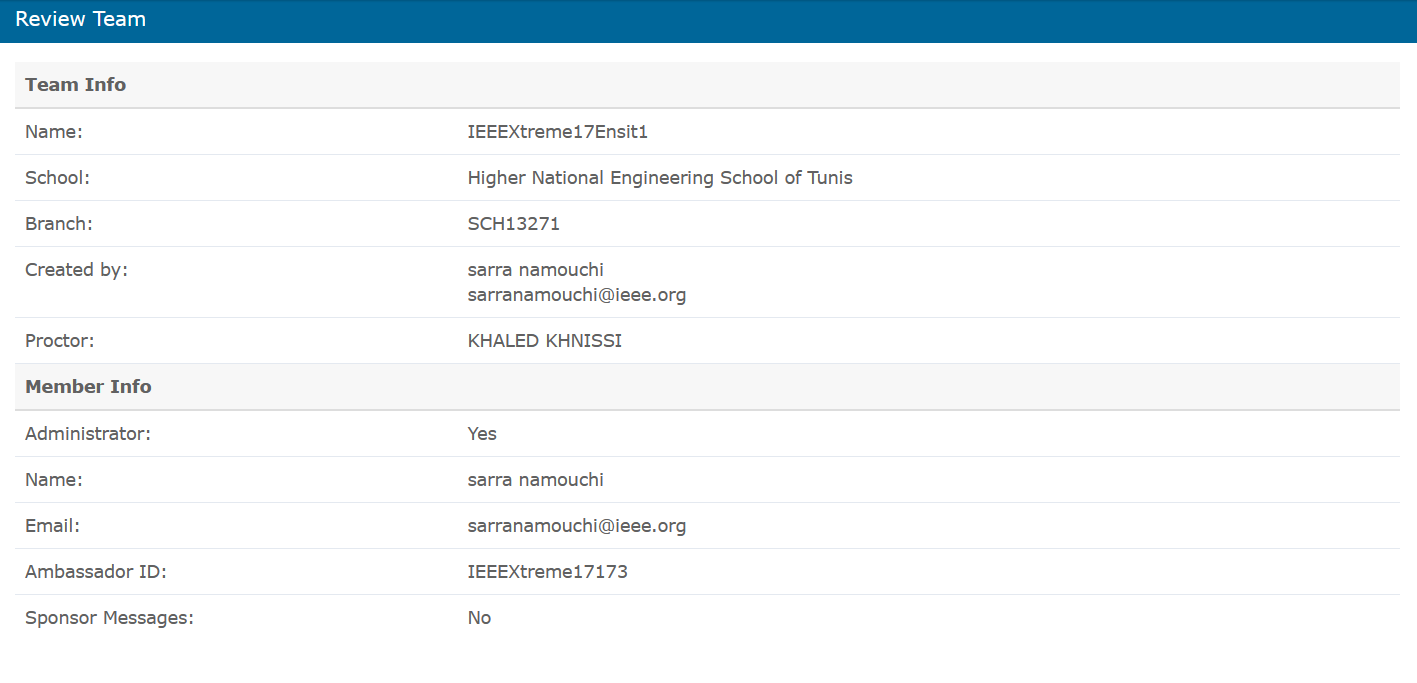 Review Team
Team Info
Name: IEEEXtreme17Ensit1
School: Higher National Engineering School of Tunis
Branch: SCH13271
Created by: sarra namouchi
sarranamouchi@ieee.org
Proctor: KHALED KHNISSI
Member Info
Administrator: Yes
Name: sarra namouchi
Email: sarranamouchi@ieee.org
Ambassador ID: IEEEXtreme17173
Sponsor Messages: No